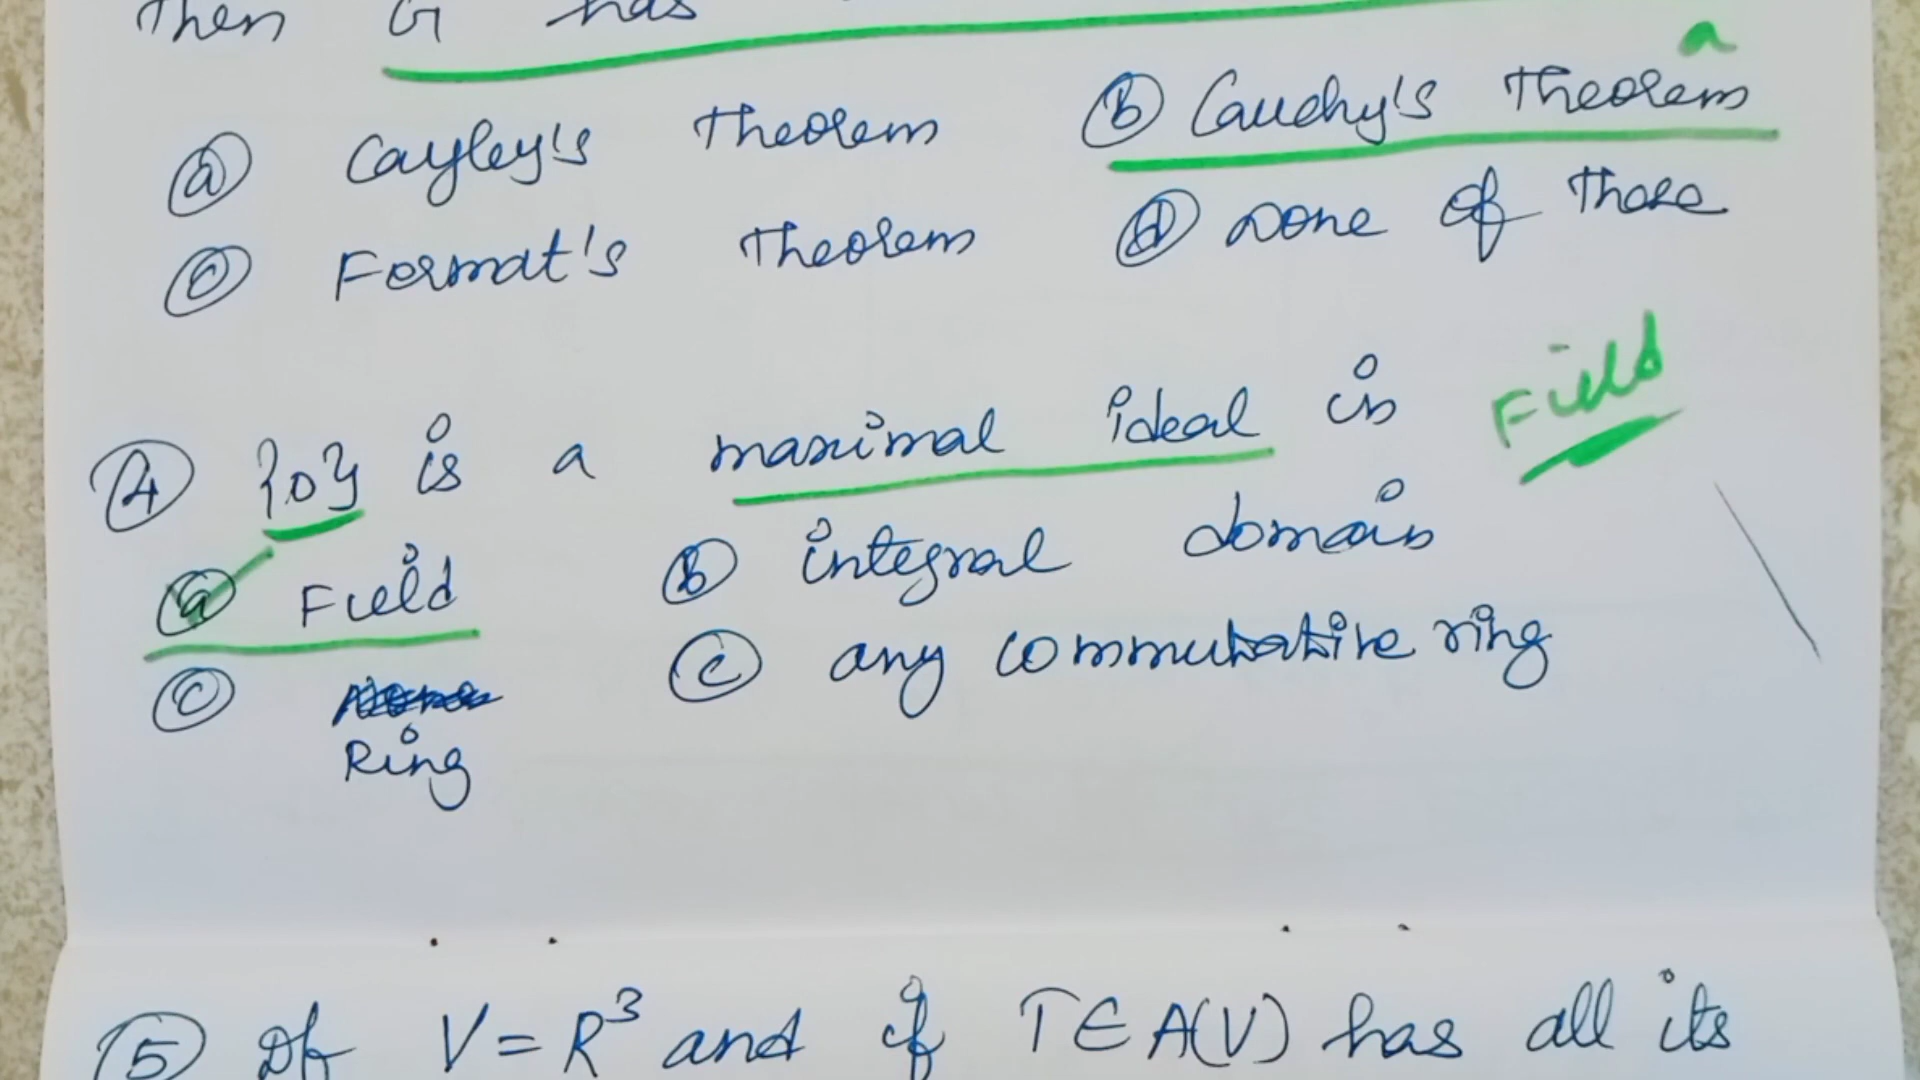 Then G has
a
ⓐ Cayley's Theorem ⓑ Cauchy's Theorem
ⓒ Fermat's Theorem ⓓ None of these
④ {0} is a maximal ideal in Field
ⓐ Field ⓑ integral domain
ⓒ Ring ⓒ any commutative ring
⑤ If V = R³ and if T ∈ A(V) has all its